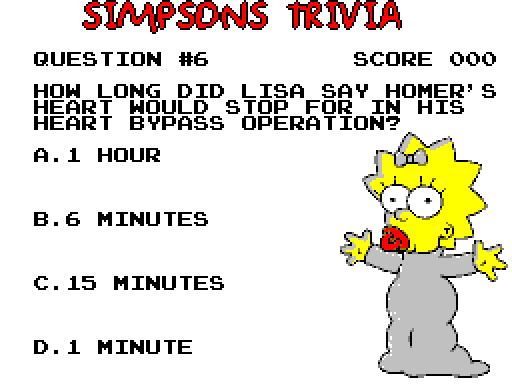 SIMPSONS TRIVIA
QUESTION #6 SCORE 000
HOW LONG DID LISA SAY HOMER'S
HEART WOULD STOP FOR IN HIS
HEART BYPASS OPERATION?
A.1 HOUR
B.6 MINUTES
C.15 MINUTES
D.1 MINUTE